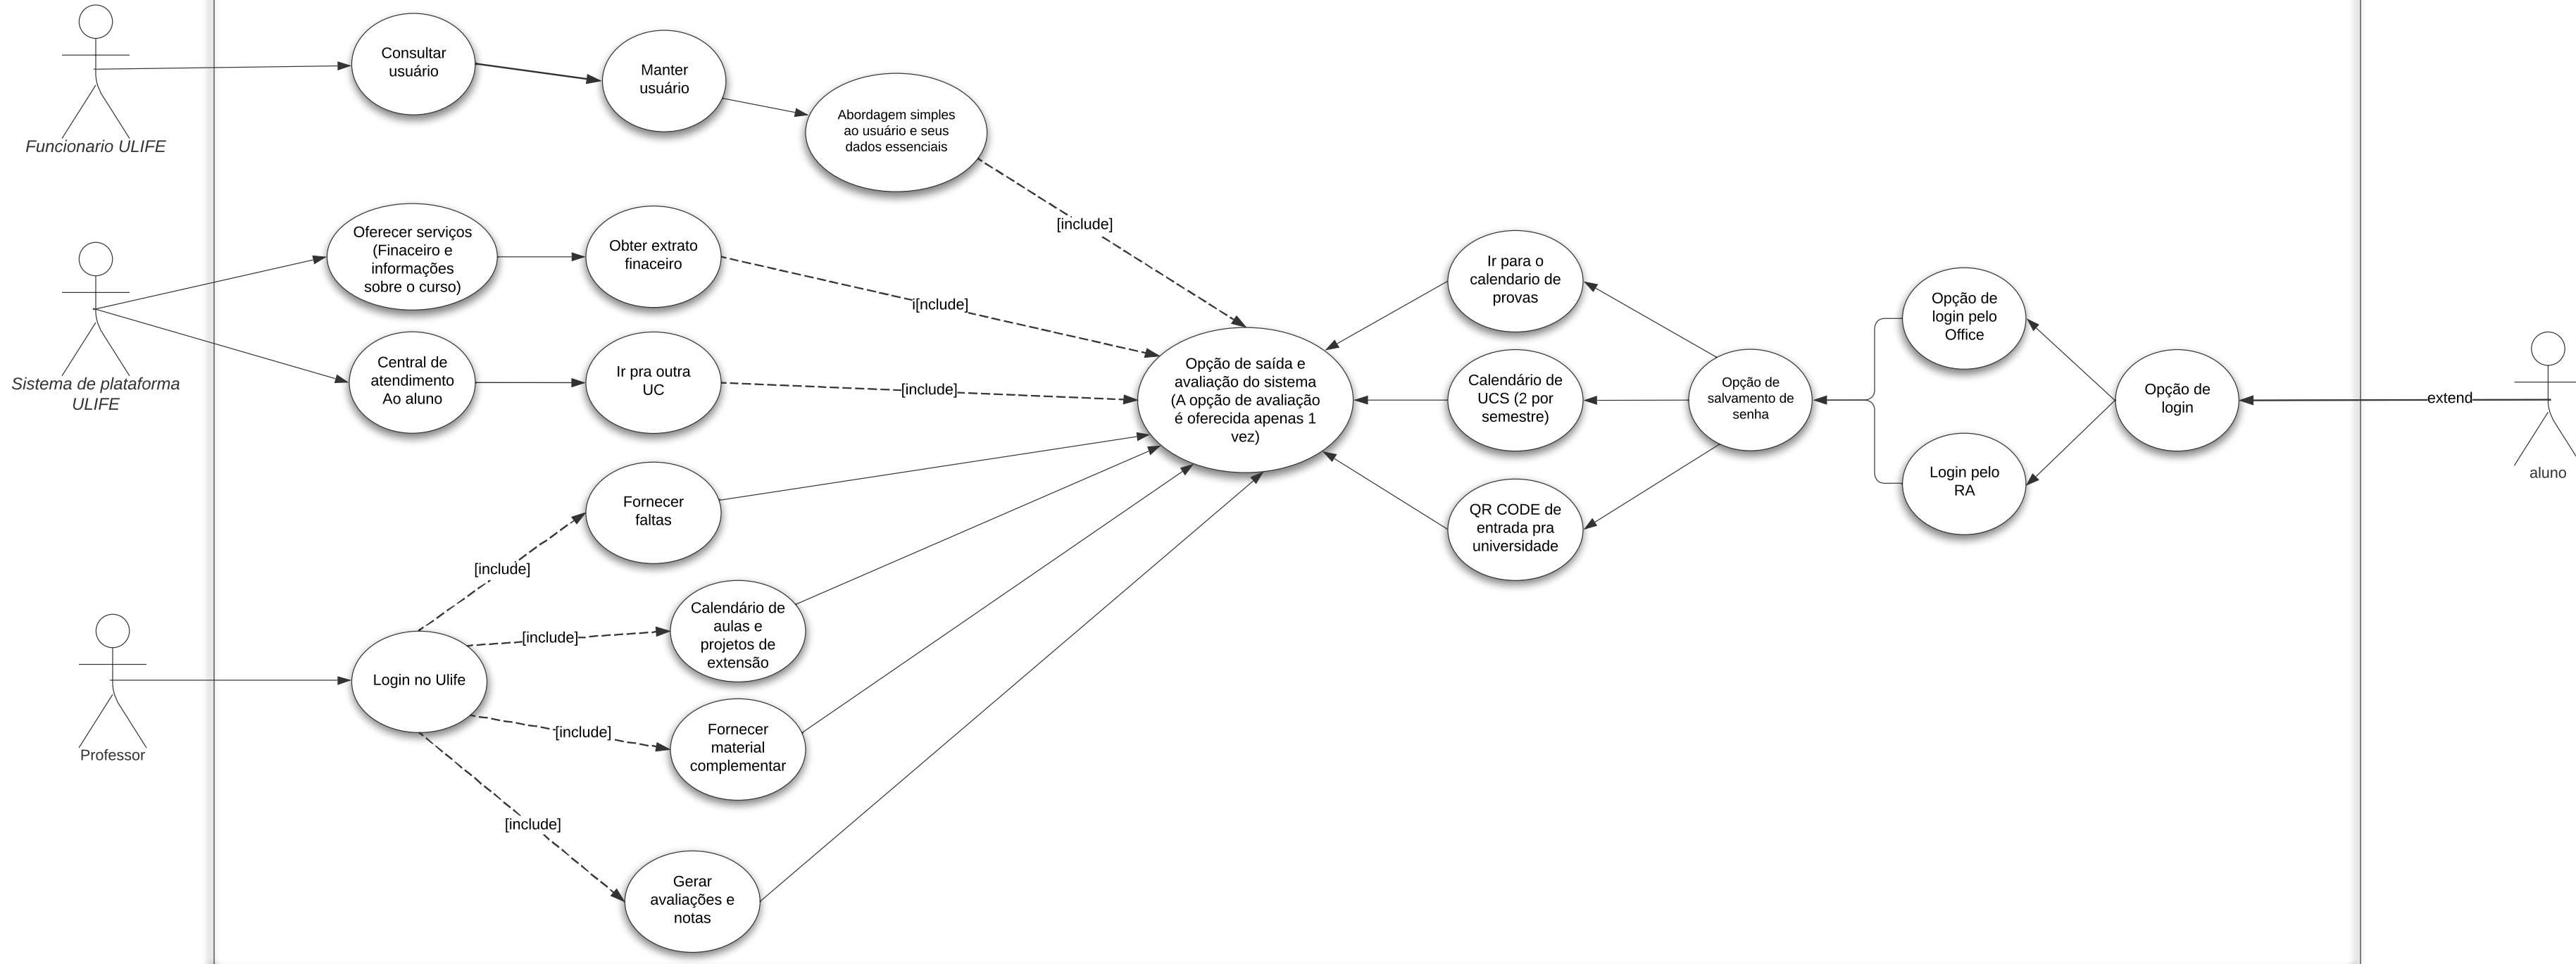 Consultar
usuário
Manter
usuário
Abordagem simples
ao usuário e seus
dados essenciais
Funcionario ULIFE
[include]
Oferecer serviços
(Finaceiro e
informações
sobre o curso)
Obter extrato
finaceiro
i[nclude]
Sistema de plataforma
ULIFE
Central de
atendimento
Ao aluno
Ir pra outra
UC
[include]
Opção de saída e
avaliação do sistema
(A opção de avaliação
é oferecida apenas 1
vez)
Ir para o
calendario de
provas
Calendário de
UCS (2 por
semestre)
QR CODE de
entrada pra
universidade
Opção de
salvamento de
senha
Opção de
login pelo
Office
Login pelo
RA
Opção de
login
extend
aluno
Fornecer
faltas
[include]
Calendário de
aulas e
projetos de
extensão
[include]
Login no Ulife
Professor
[include]
Fornecer
material
complementar
[include]
Gerar
avaliações e
notas